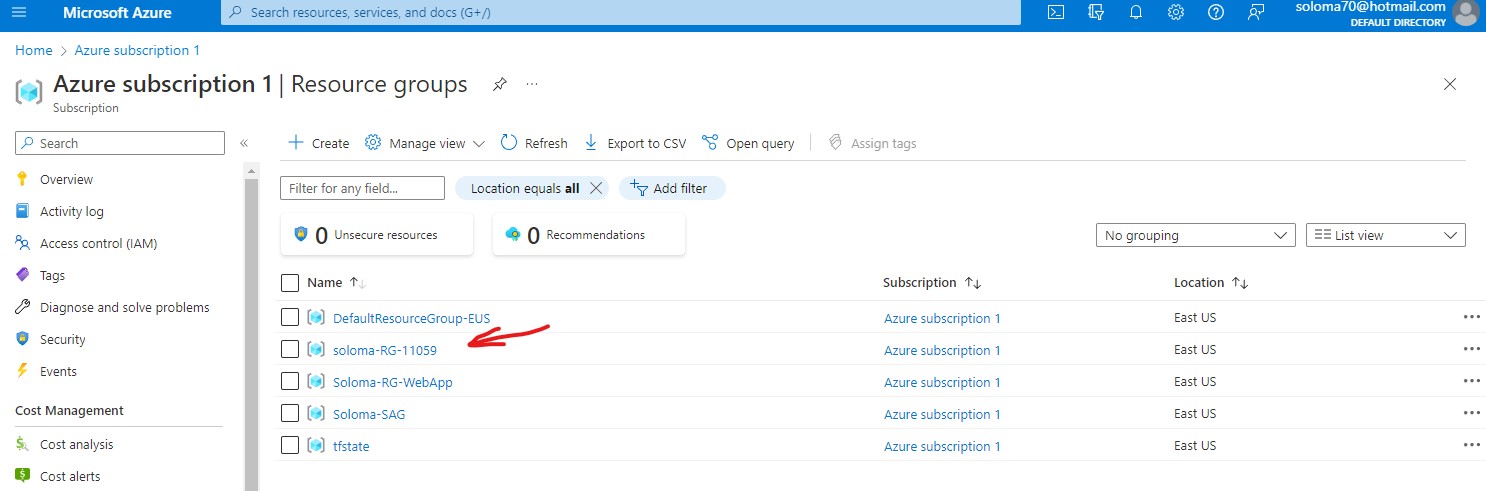 Microsoft Azure
Search resources, services, and docs (G+/)
soloma70@hotmail.com
DEFAULT DIRECTORY
Home > Azure subscription 1
Azure subscription 1 | Resource groups
Subscription
Search
Create
Manage view
Refresh
Export to CSV
Open query
Assign tags
Overview
Activity log
Access control (IAM)
Tags
Diagnose and solve problems
Security
Events
Cost Management
Cost analysis
Cost alerts
Filter for any field...
Location equals all
Add filter
0 Unsecure resources
0 Recommendations
No grouping
List view
Name Subscription Location
DefaultResourceGroup-EUS Azure subscription 1 East US
soloma-RG-11059 Azure subscription 1 East US
Soloma-RG-WebApp Azure subscription 1 East US
Soloma-SAG Azure subscription 1 East US
tfstate Azure subscription 1 East US